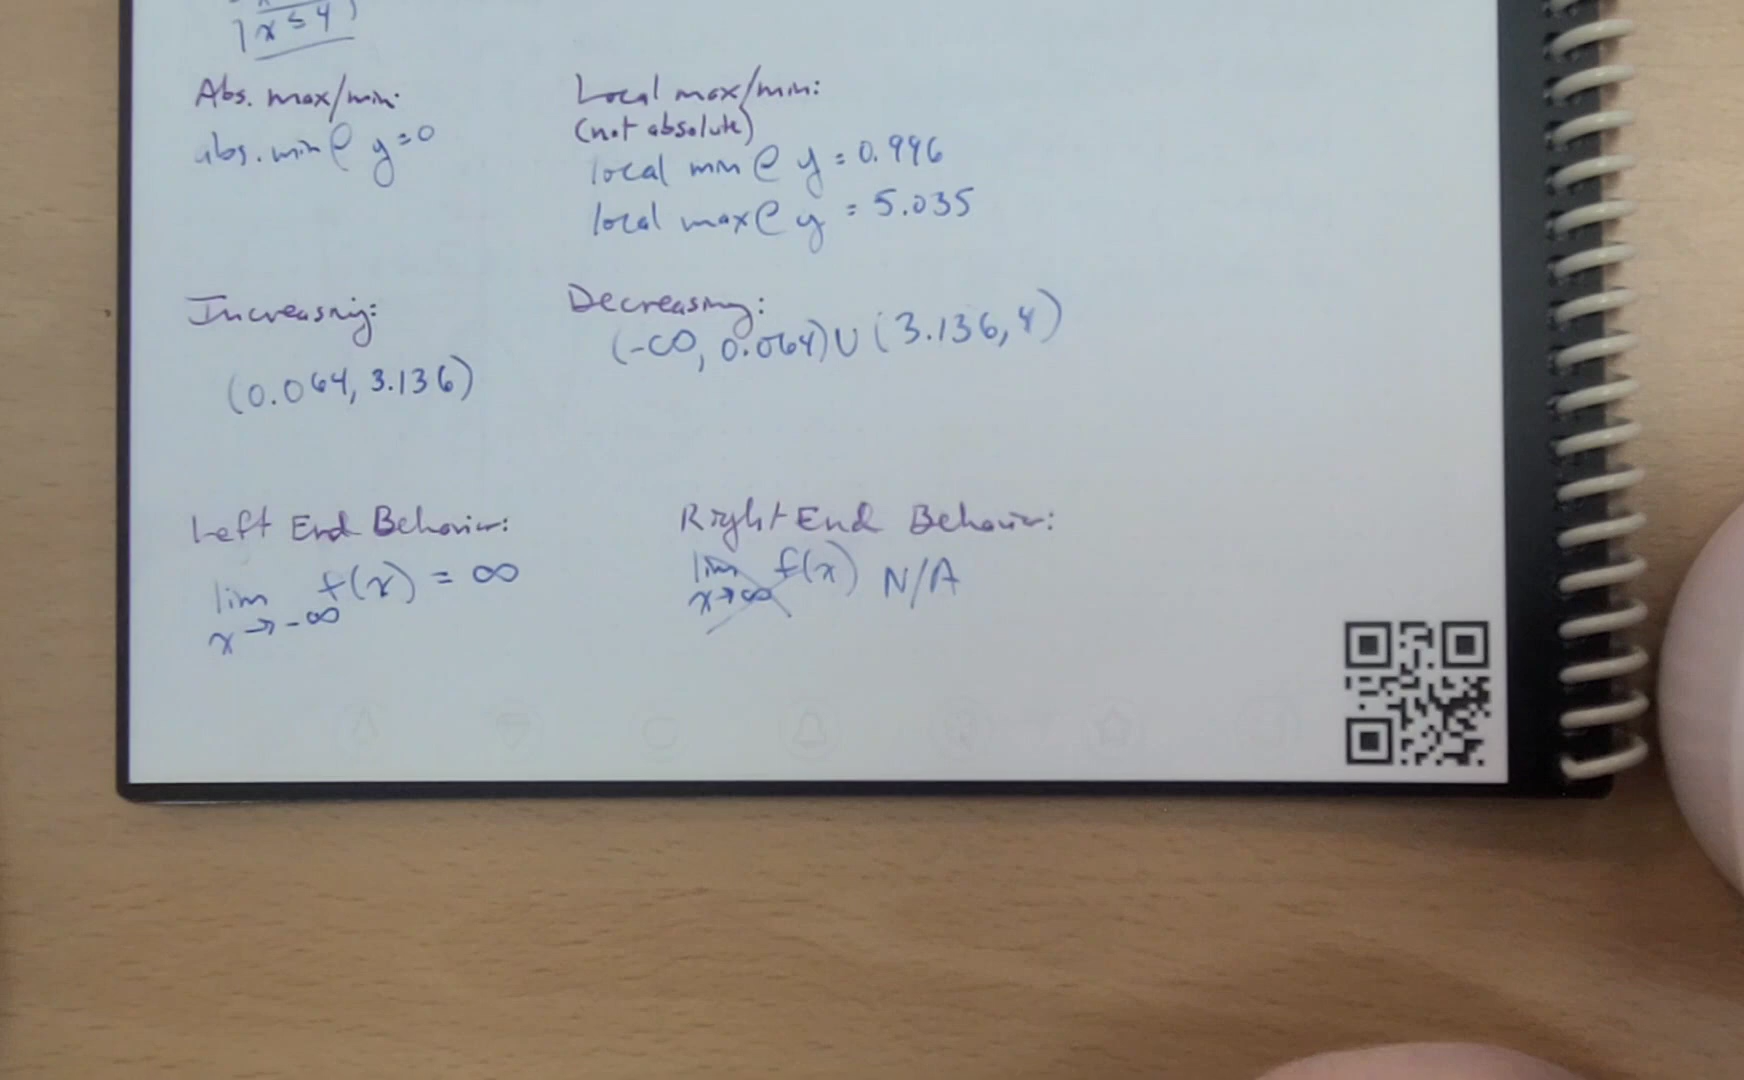 x ≤ 4
Abs. max/min:
abs. min @ y = 0
Local max/min:
(not absolute)
local min @ y = 0.996
local max @ y = 5.035
Increasing:
(0.064, 3.136)
Decreasing:
(-∞, 0.064) ∪ (3.136, 4)
Left End Behavior:
lim f(x) = ∞
x → -∞
Right End Behavior:
lim f(x) N/A
x → ∞